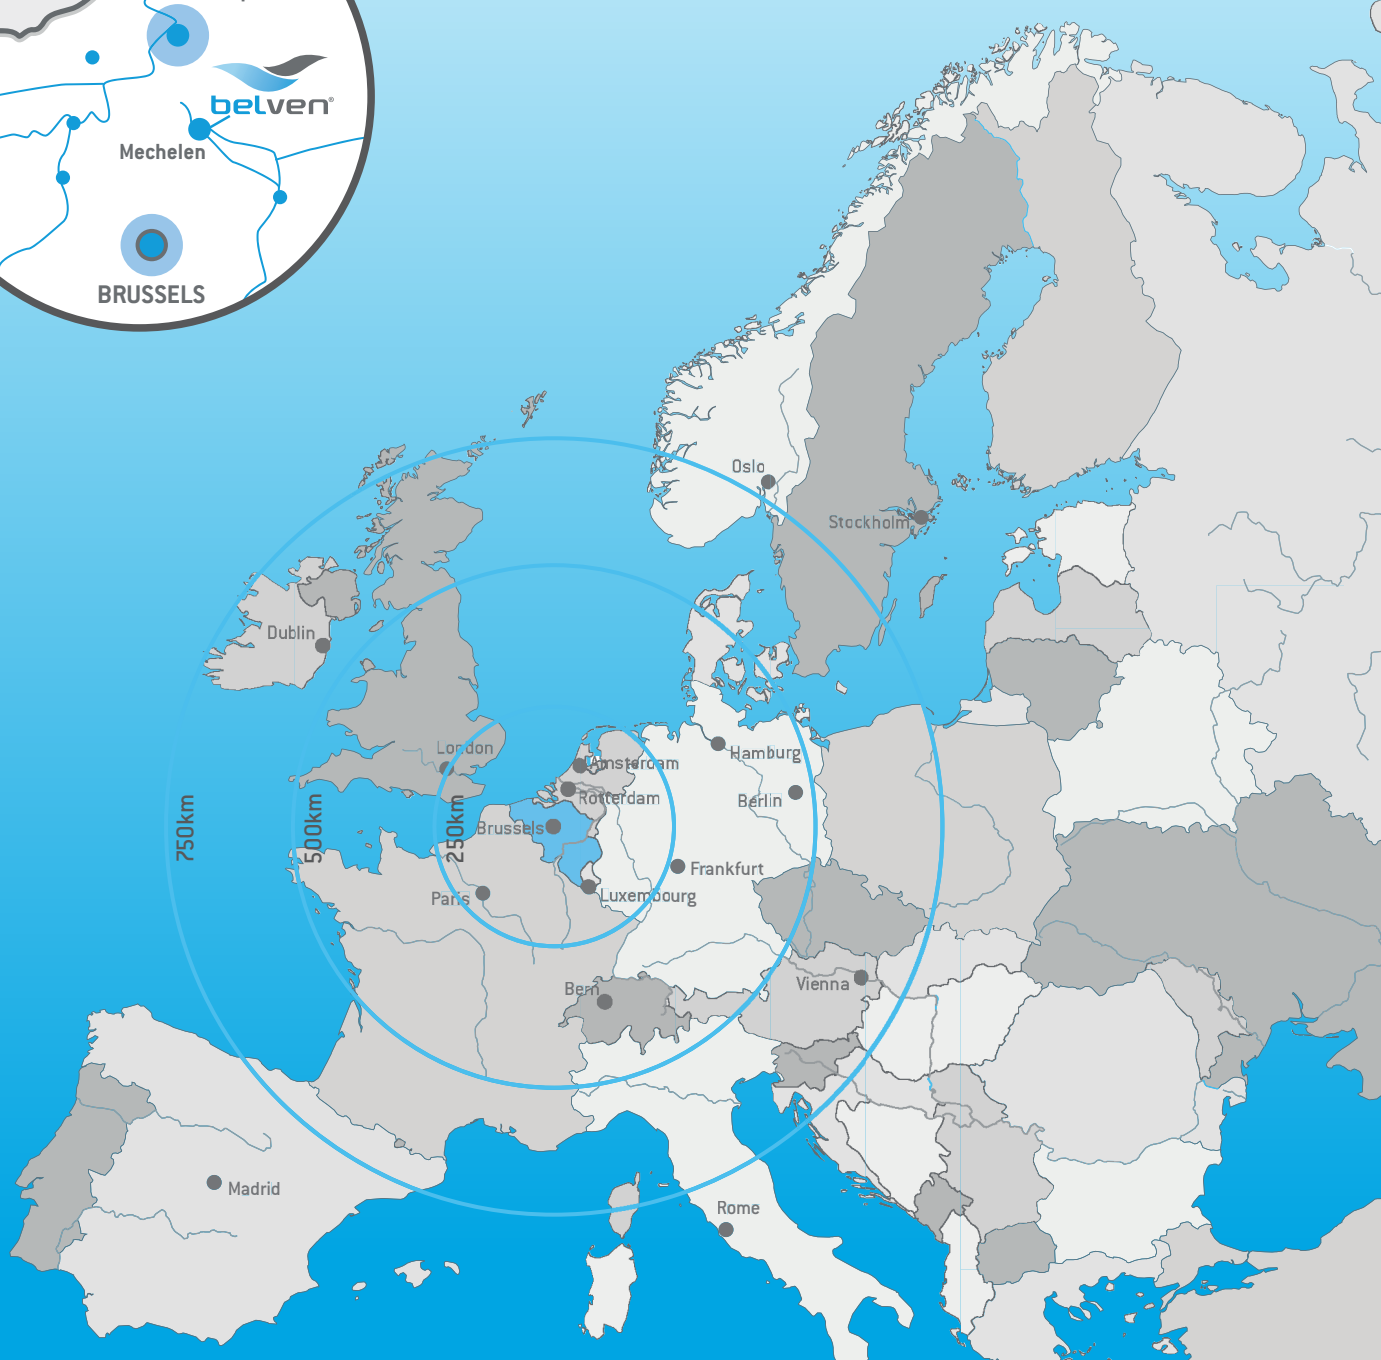 belven®
Mechelen
BRUSSELS
Oslo
Stockholm
Dublin
London
Hamburg
Amsterdam
Rotterdam
Berlin
Brussels
750km
500km
250km
Frankfurt
Luxembourg
Paris
Bern
Vienna
Madrid
Rome